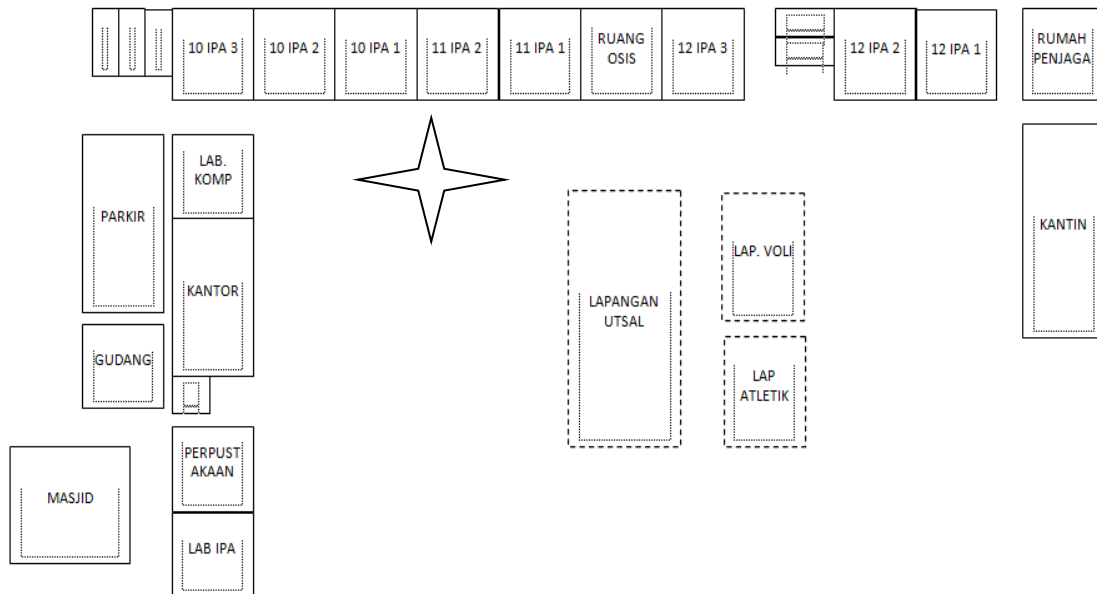 10 IPA 3
10 IPA 2
10 IPA 1
11 IPA 2
11 IPA 1
RUANG
OSIS
12 IPA 3
12 IPA 2
12 IPA 1
RUMAH
PENJAGA
LAB.
KOMP
PARKIR
KANTOR
GUDANG
LAPANGAN
UTSAL
LAP. VOLI
LAP
ATLETIK
KANTIN
PERPUST
AKAAN
MASJID
LAB IPA